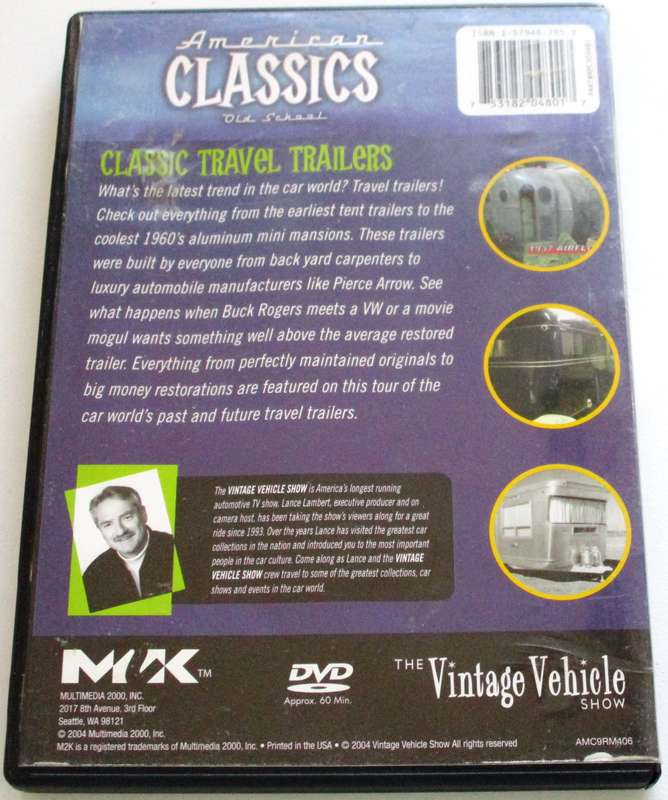 American
CLASSICS
Old School
7 53182 04801 7
CLASSIC TRAVEL TRAILERS
What's the latest trend in the car world? Travel trailers!
Check out everything from the earliest tent trailers to the
coolest 1960's aluminum mini mansions. These trailers
were built by everyone from back yard carpenters to
luxury automobile manufacturers like Pierce Arrow. See
what happens when Buck Rogers meets a VW or a movie
mogul wants something well above the average restored
trailer. Everything from perfectly maintained originals to
big money restorations are featured on this tour of the
car world's past and future travel trailers.
The VINTAGE VEHICLE SHOW is America's longest running
automotive TV show. Lance Lambert, executive producer and on
camera host, has been taking the show's viewers along for a great
ride since 1993. Over the years Lance has visited the greatest car
collections in the nation and introduced you to the most important
people in the car culture. Come along as Lance and the VINTAGE
VEHICLE SHOW crew travel to some of the greatest collections, car
shows and events in the car world.
M2K™
MULTIMEDIA 2000, INC.
2017 8th Avenue, 3rd Floor
Seattle, WA 98121
© 2004 Multimedia 2000, Inc.
M2K is a registered trademarks of Multimedia 2000, Inc. • Printed in the USA • © 2004 Vintage Vehicle Show All rights reserved
DVD
Approx. 60 Min.
THE Vintage Vehicle
SHOW
AMC9RM406